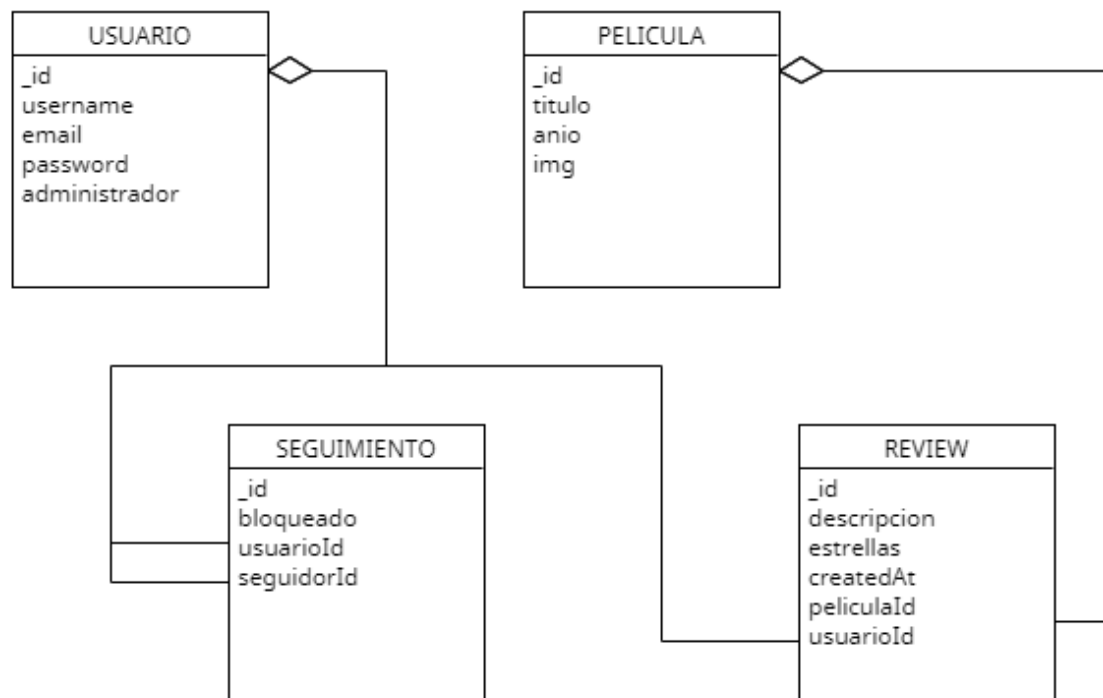 USUARIO
_id
username
email
password
administrador
PELICULA
_id
titulo
anio
img
SEGUIMIENTO
_id
bloqueado
usuarioId
seguidorId
REVIEW
_id
descripcion
estrellas
createdAt
peliculaId
usuarioId